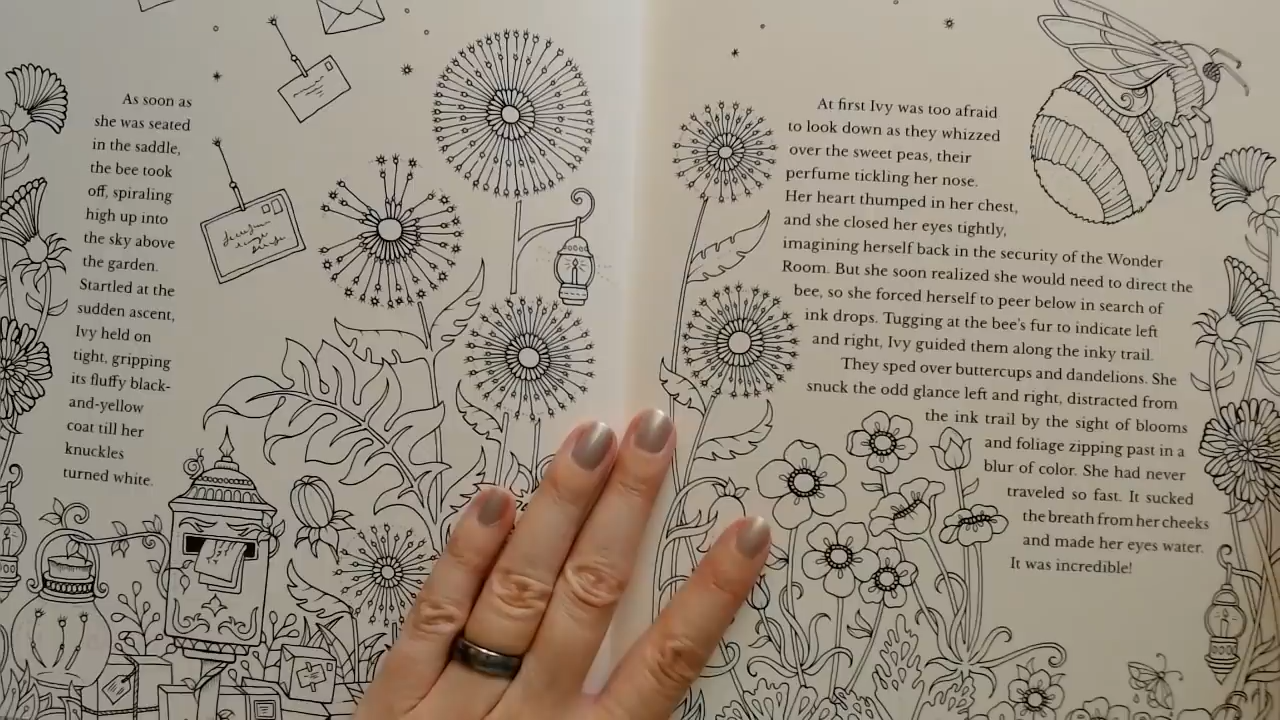 As soon as
she was seated
in the saddle,
the bee took
off, spiraling
high up into
the sky above
the garden.
Startled at the
sudden ascent,
Ivy held on
tight, gripping
its fluffy black-
and-yellow
coat till her
knuckles
turned white.
At first Ivy was too afraid
to look down as they whizzed
over the sweet peas, their
perfume tickling her nose.
Her heart thumped in her chest,
and she closed her eyes tightly,
imagining herself back in the security of the Wonder
Room. But she soon realized she would need to direct the
bee, so she forced herself to peer below in search of
ink drops. Tugging at the bee's fur to indicate left
and right, Ivy guided them along the inky trail.
They sped over buttercups and dandelions. She
snuck the odd glance left and right, distracted from
the ink trail by the sight of blooms
and foliage zipping past in a
blur of color. She had never
traveled so fast. It sucked
the breath from her cheeks
and made her eyes water.
It was incredible!